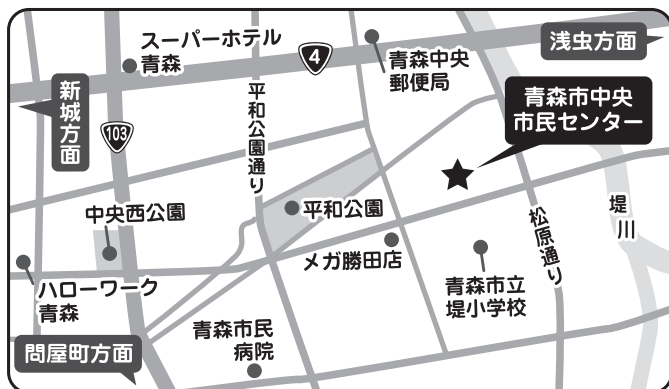 スーパーホテル
青森
4
青森中央
郵便局
浅虫方面
新城方面
103
平和公園通り
青森市中央
市民センター
中央西公園
平和公園
メガ勝田店
松原通り
堤川
ハローワーク
青森
青森市立
堤小学校
青森市民
病院
問屋町方面